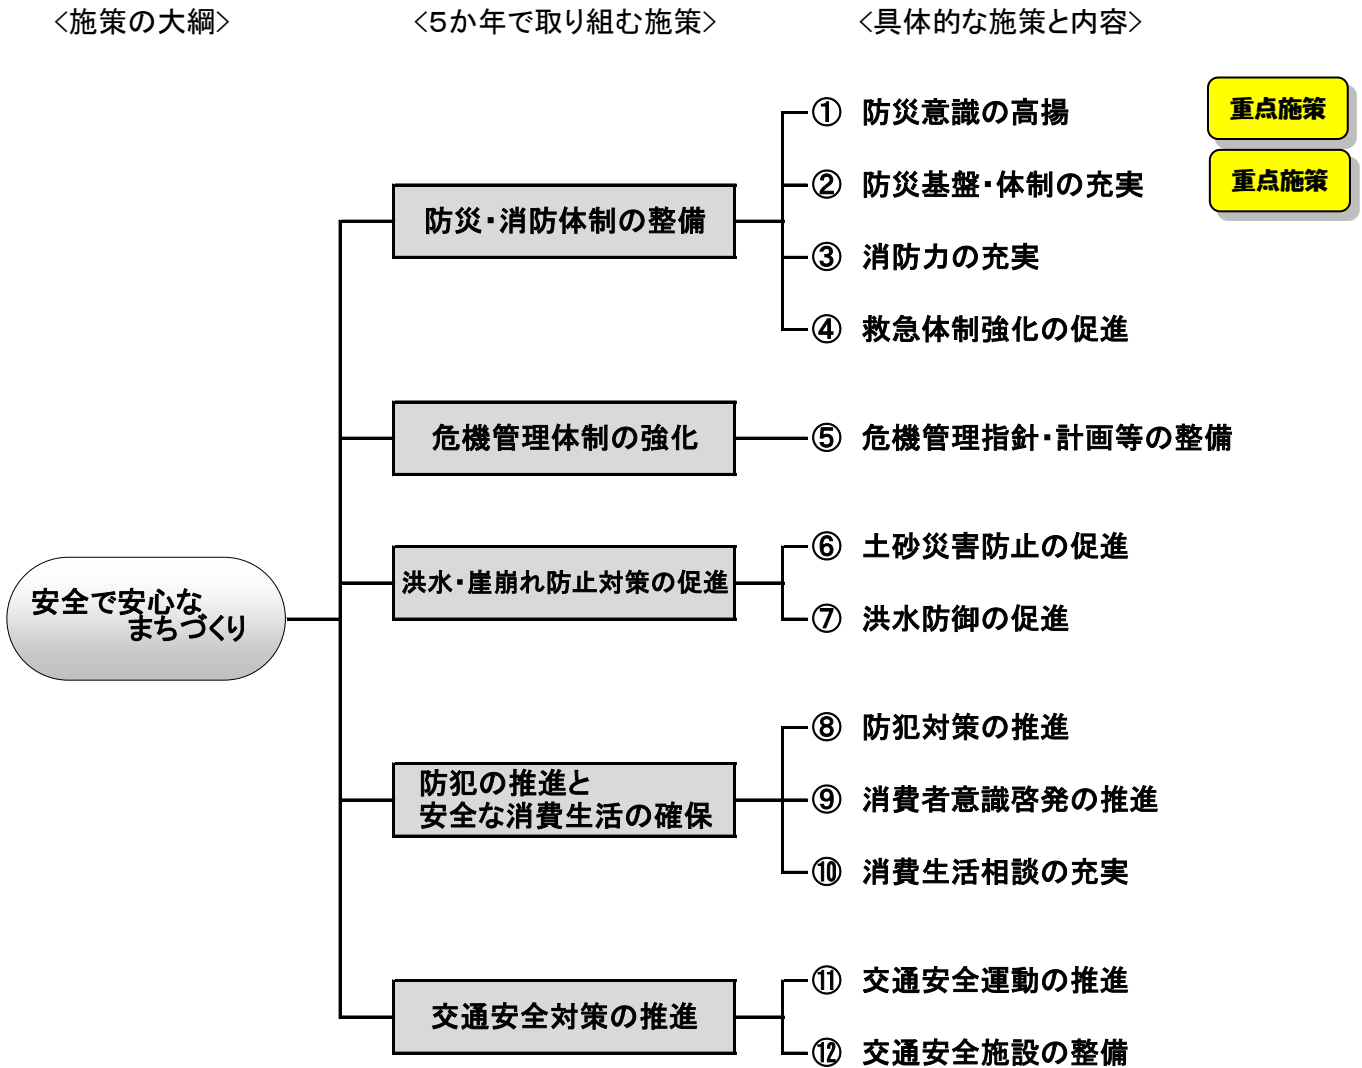 <施策の大綱>
<５か年で取り組む施策>
<具体的な施策と内容>
① 防災意識の高揚
重点施策
② 防災基盤・体制の充実
重点施策
防災・消防体制の整備
③ 消防力の充実
④ 救急体制強化の促進
危機管理体制の強化
⑤ 危機管理指針・計画等の整備
⑥ 土砂災害防止の促進
洪水・崖崩れ防止対策の促進
⑦ 洪水防御の促進
安全で安心な
まちづくり
⑧ 防犯対策の推進
防犯の推進と
安全な消費生活の確保
⑨ 消費者意識啓発の推進
⑩ 消費生活相談の充実
⑪ 交通安全運動の推進
交通安全対策の推進
⑫ 交通安全施設の整備